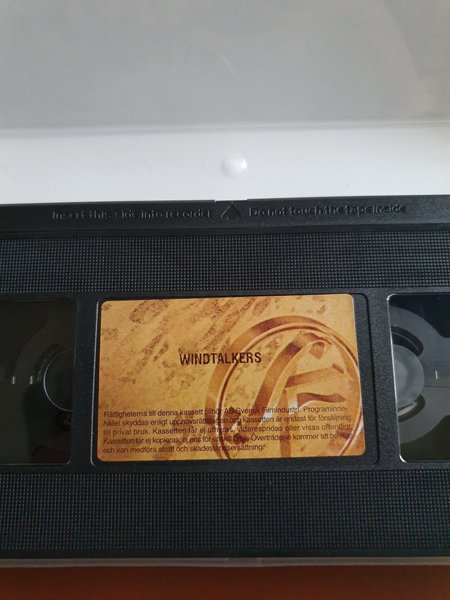 Insert this side into recorder Do not touch the tape inside
WINDTALKERS
Rättigheterna till denna kassett tillhör AB Svensk Filmindustri. Programinne-
hållet skyddas enligt upphovsrättslagen och kassetten är endast för försäljning
till privat bruk. Kassetten får ej uthyras, vidarespridas eller visas offentligt.
Kassetten får ej kopieras, ej ens för enskilt bruk. Överträdelse kommer att beivras
och kan medföra straff och skadeståndsersättning.